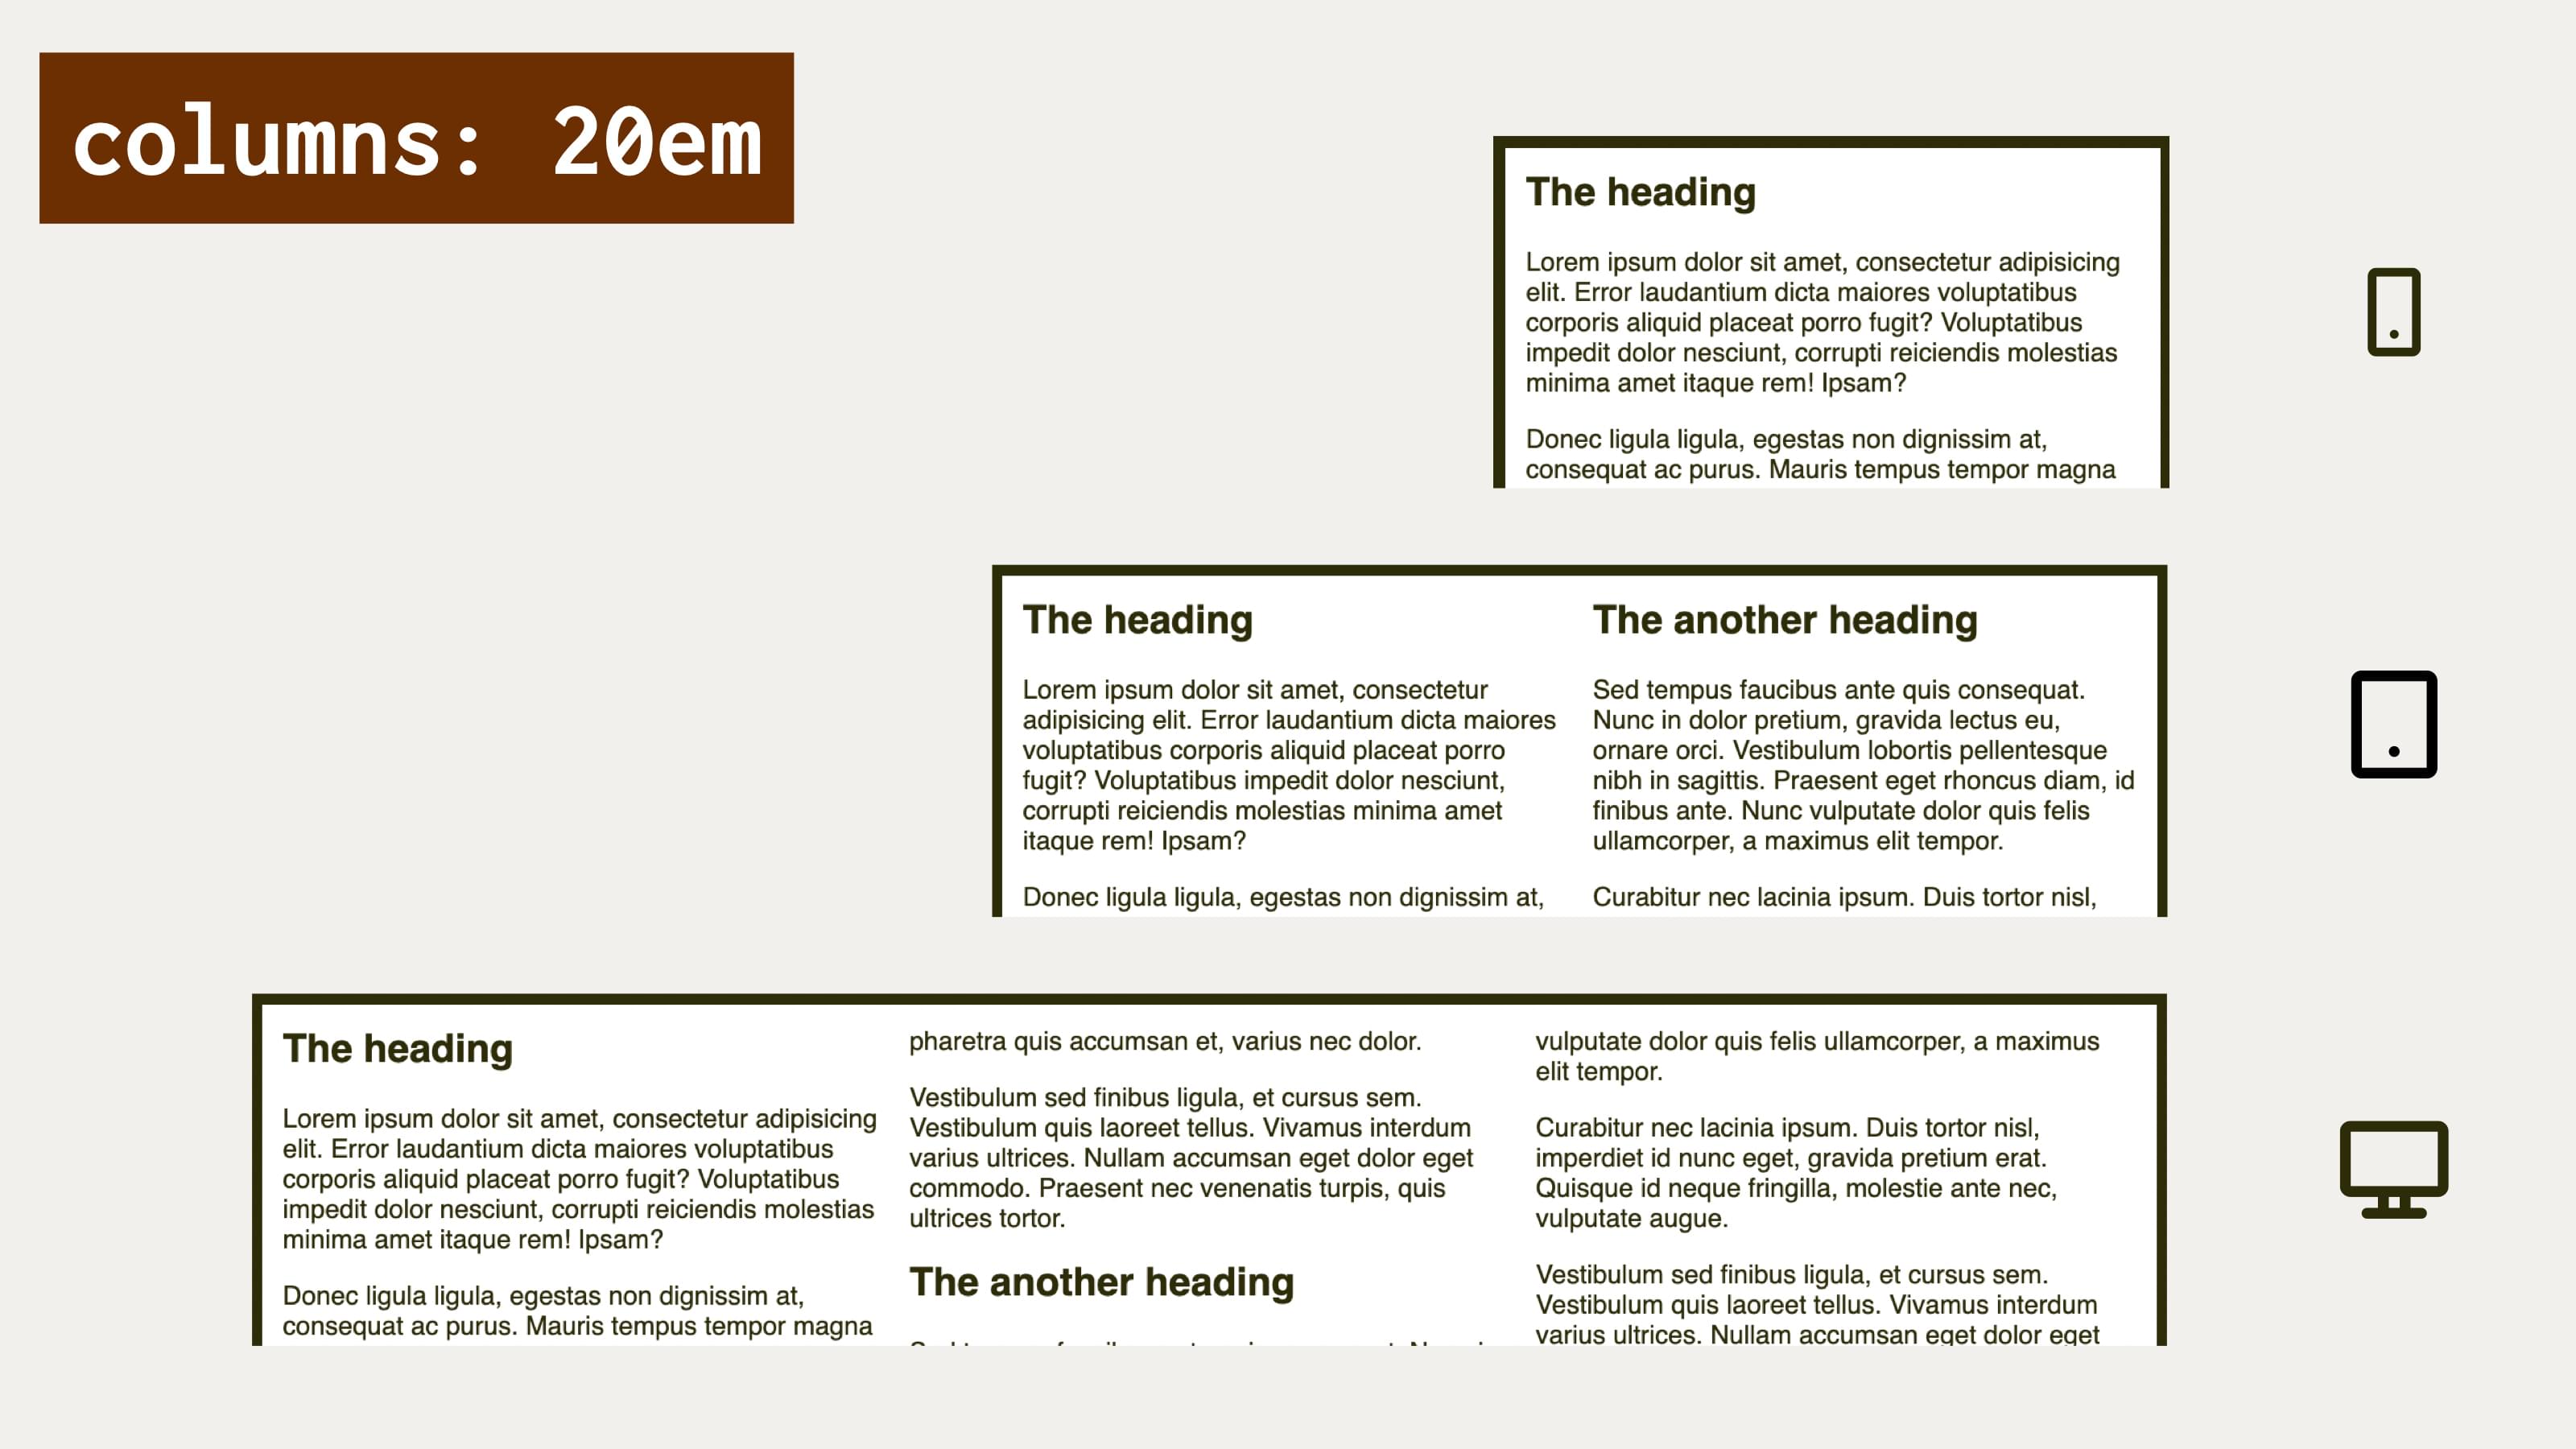 columns: 20em
The heading
Lorem ipsum dolor sit amet, consectetur adipisicing
elit. Error laudantium dicta maiores voluptatibus
corporis aliquid placeat porro fugit? Voluptatibus
impedit dolor nesciunt, corrupti reiciendis molestias
minima amet itaque rem! Ipsam?
Donec ligula ligula, egestas non dignissim at,
consequat ac purus. Mauris tempus tempor magna
The heading
Lorem ipsum dolor sit amet, consectetur
adipisicing elit. Error laudantium dicta maiores
voluptatibus corporis aliquid placeat porro
fugit? Voluptatibus impedit dolor nesciunt,
corrupti reiciendis molestias minima amet
itaque rem! Ipsam?
Donec ligula ligula, egestas non dignissim at,
The another heading
Sed tempus faucibus ante quis consequat.
Nunc in dolor pretium, gravida lectus eu,
ornare orci. Vestibulum lobortis pellentesque
nibh in sagittis. Praesent eget rhoncus diam, id
finibus ante. Nunc vulputate dolor quis felis
ullamcorper, a maximus elit tempor.
Curabitur nec lacinia ipsum. Duis tortor nisl,
The heading
Lorem ipsum dolor sit amet, consectetur adipisicing
elit. Error laudantium dicta maiores voluptatibus
corporis aliquid placeat porro fugit? Voluptatibus
impedit dolor nesciunt, corrupti reiciendis molestias
minima amet itaque rem! Ipsam?
Donec ligula ligula, egestas non dignissim at,
consequat ac purus. Mauris tempus tempor magna
pharetra quis accumsan et, varius nec dolor.
Vestibulum sed finibus ligula, et cursus sem.
Vestibulum quis laoreet tellus. Vivamus interdum
varius ultrices. Nullam accumsan eget dolor eget
commodo. Praesent nec venenatis turpis, quis
ultrices tortor.
The another heading
vulputate dolor quis felis ullamcorper, a maximus
elit tempor.
Curabitur nec lacinia ipsum. Duis tortor nisl,
imperdiet id nunc eget, gravida pretium erat.
Quisque id neque fringilla, molestie ante nec,
vulputate augue.
Vestibulum sed finibus ligula, et cursus sem.
Vestibulum quis laoreet tellus. Vivamus interdum
varius ultrices. Nullam accumsan eget dolor eget